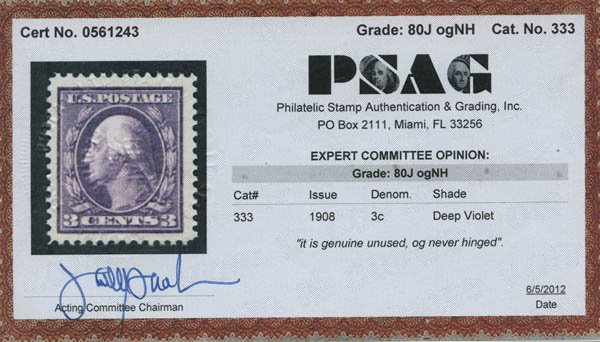 Cert No. 0561243
Grade: 80J ogNH
Cat. No. 333
U.S. POSTAGE
3 CENTS 3
PSAG
Philatelic Stamp Authentication & Grading, Inc.
PO Box 2111, Miami, FL 33256
EXPERT COMMITTEE OPINION:
Grade: 80J ogNH
Cat# Issue Denom. Shade
333 1908 3c Deep Violet
"it is genuine unused, og never hinged".
Acting Committee Chairman
6/5/2012
Date